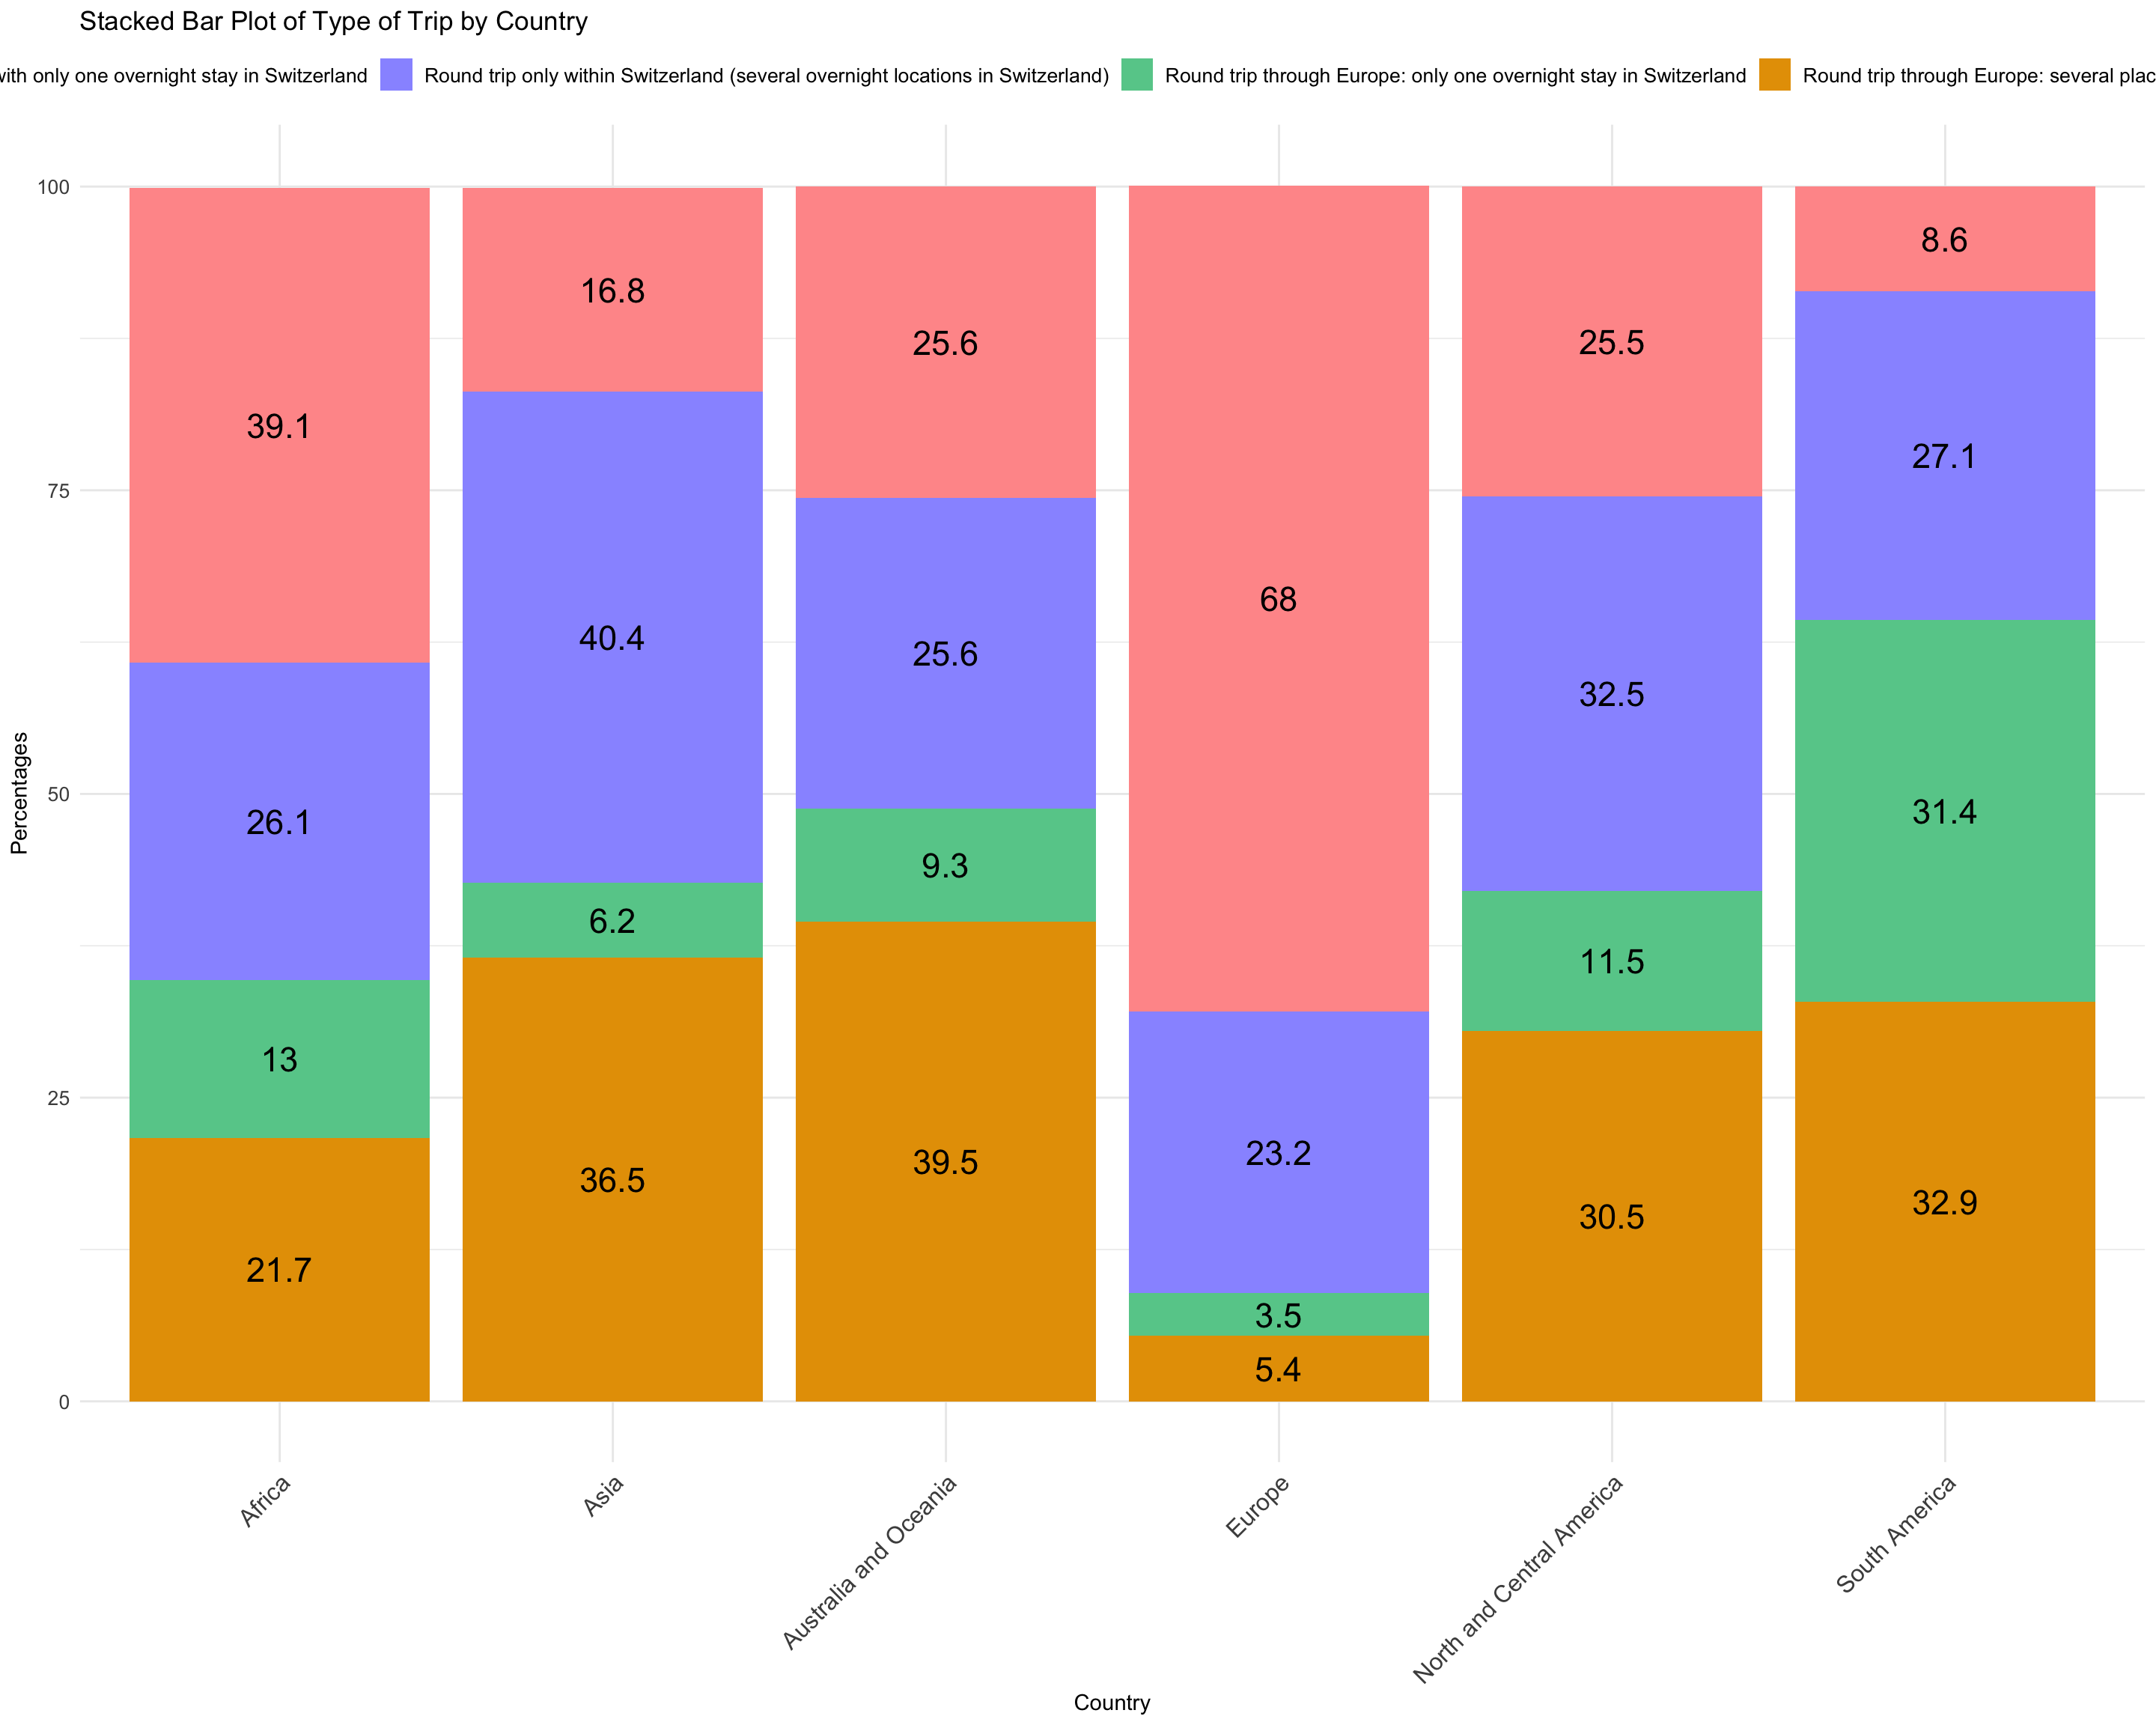 Stacked Bar Plot of Type of Trip by Country
with only one overnight stay in Switzerland Round trip only within Switzerland (several overnight locations in Switzerland) Round trip through Europe: only one overnight stay in Switzerland Round trip through Europe: several plac
Percentages
100
75
50
25
0
39.1
26.1
13
21.7
16.8
40.4
6.2
36.5
25.6
25.6
9.3
39.5
68
23.2
3.5
5.4
25.5
32.5
11.5
30.5
8.6
27.1
31.4
32.9
Africa
Asia
Australia and Oceania
Europe
North and Central America
South America
Country